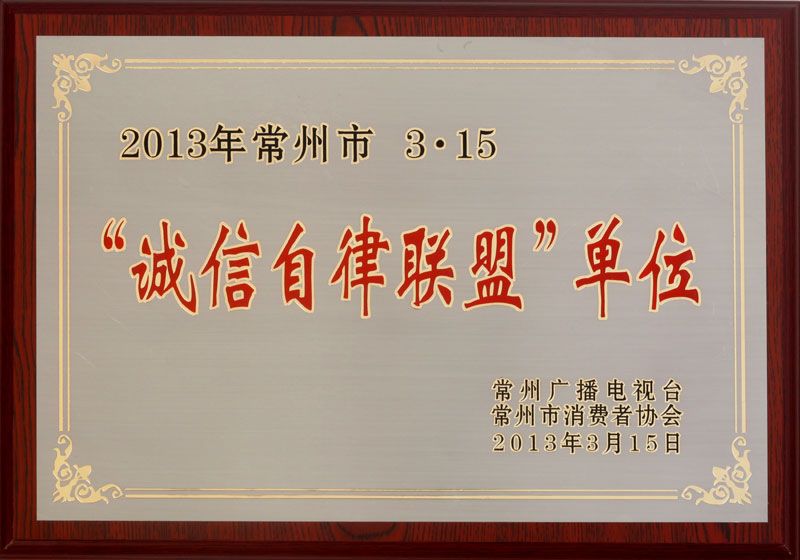 2013年常州市 3·15
“诚信自律联盟”单位
常州广播电视台
常州市消费者协会
2013年3月15日